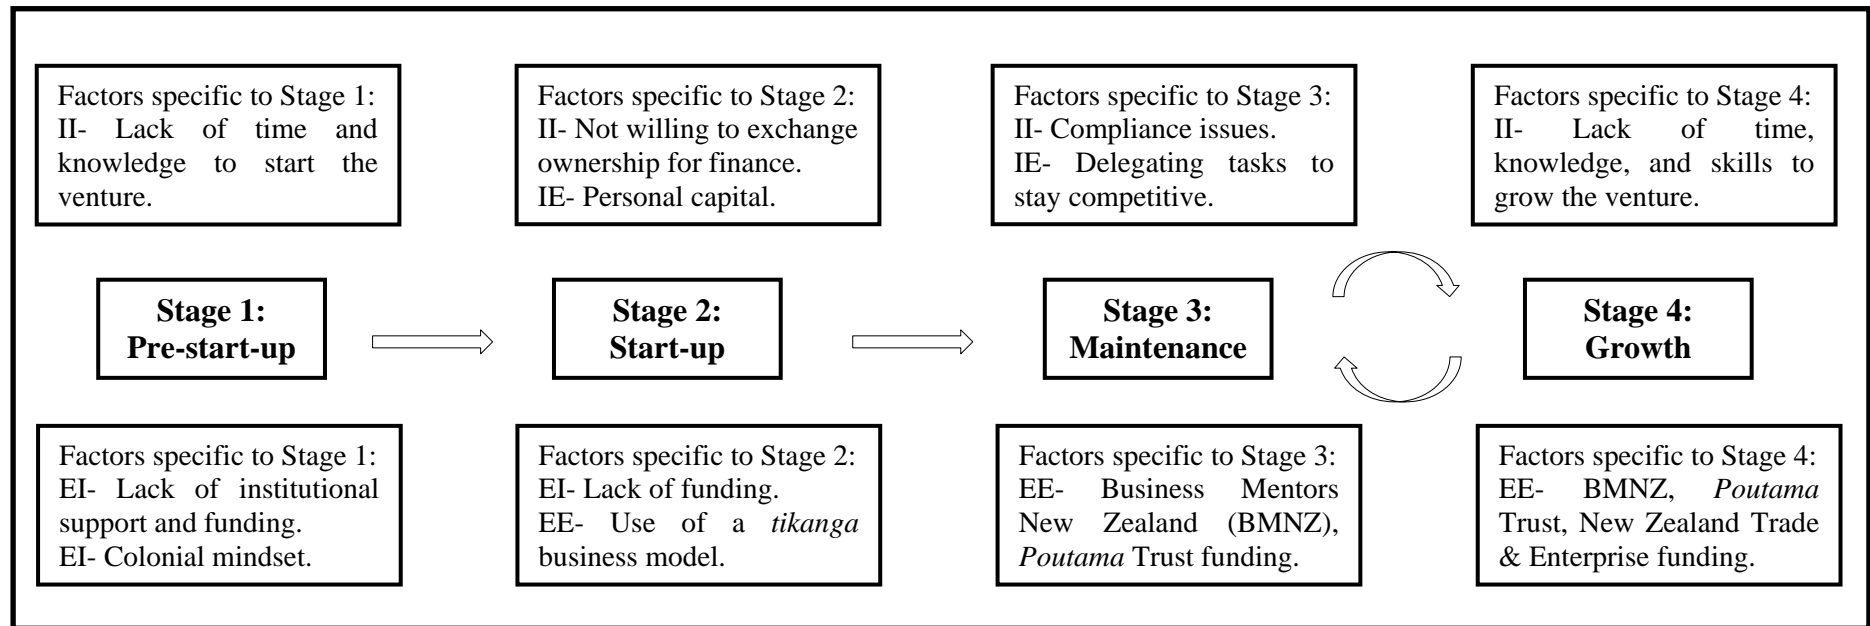 Factors specific to Stage 1:
II- Lack of time and
knowledge to start the
venture.
Factors specific to Stage 2:
II- Not willing to exchange
ownership for finance.
IE- Personal capital.
Factors specific to Stage 3:
II- Compliance issues.
IE- Delegating tasks to
stay competitive.
Factors specific to Stage 4:
II- Lack of time,
knowledge, and skills to
grow the venture.
Stage 1:
Pre-start-up
Stage 2:
Start-up
Stage 3:
Maintenance
Stage 4:
Growth
Factors specific to Stage 1:
EI- Lack of institutional
support and funding.
EI- Colonial mindset.
Factors specific to Stage 2:
EI- Lack of funding.
EE- Use of a tikanga
business model.
Factors specific to Stage 3:
EE- Business Mentors
New Zealand (BMNZ),
Poutama Trust funding.
Factors specific to Stage 4:
EE- BMNZ, Poutama
Trust, New Zealand Trade
& Enterprise funding.